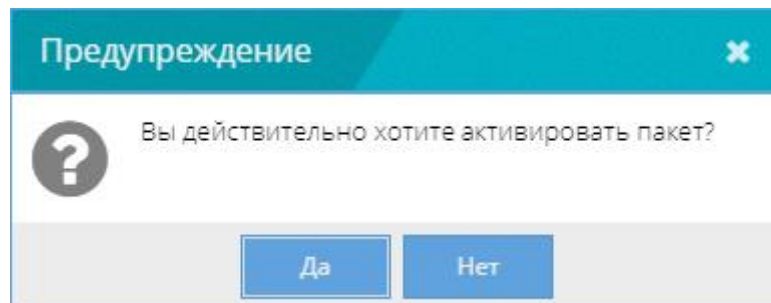 Предупреждение
Вы действительно хотите активировать пакет?
Да
Нет